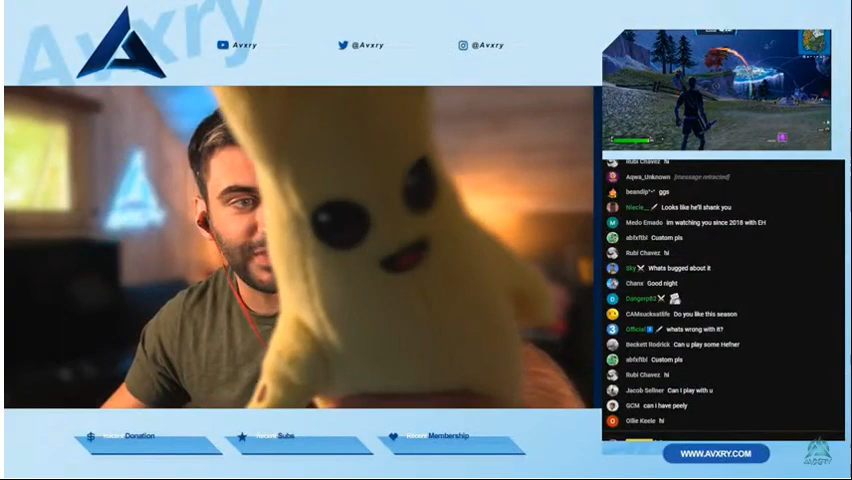 Avxry
Avxry
@Avxry
@Avxry
Rubi Chavez hi
Aqwa_Unknown [message retracted]
ggs
Looks like he'll shank you
Medo Emado im watching you since 2018 with EH
abfxftbl Custom pls
Rubi Chavez hi
Sky Whats bugged about it
Chanx Good night
Dangerp82
CAMsucksatlife Do you like this season
Official whats wrong with it?
Beckett Rodrick Can u play some Hefner
abfxftbl Custom pls
Rubi Chavez hi
Jacob Sellner Can I play with u
GCM can I have peely
Ollie Keele hi
Donation
Subs
Membership
WWW.AVXRY.COM